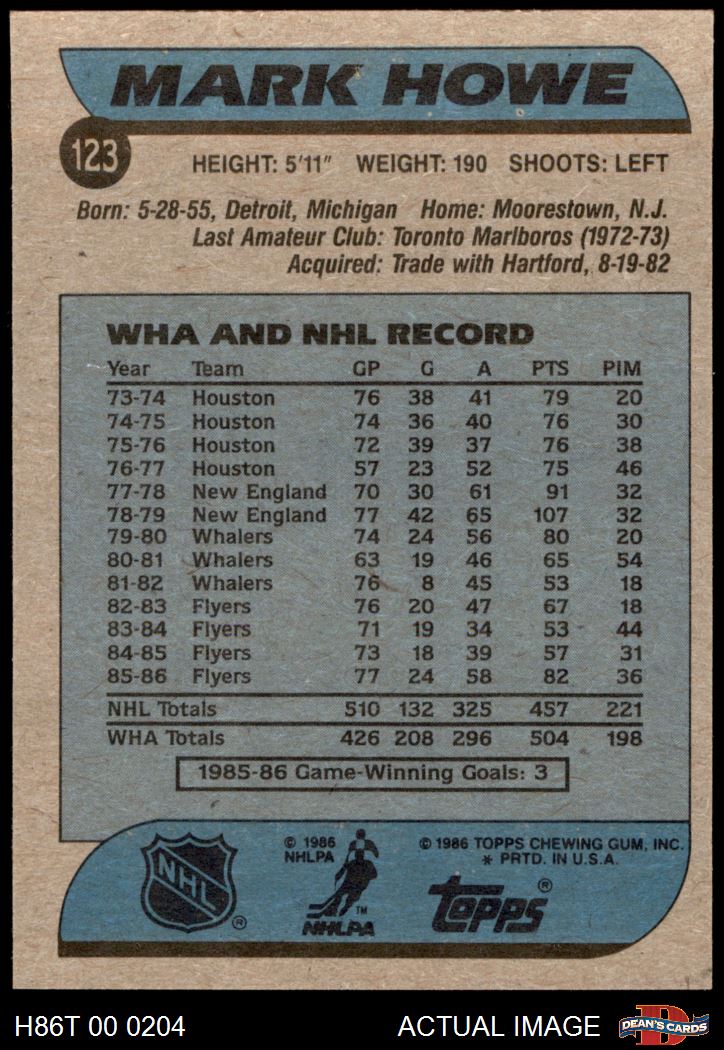 MARK HOWE
123
HEIGHT: 5'11" WEIGHT: 190 SHOOTS: LEFT
Born: 5-28-55, Detroit, Michigan Home: Moorestown, N.J.
Last Amateur Club: Toronto Marlboros (1972-73)
Acquired: Trade with Hartford, 8-19-82
WHA AND NHL RECORD
Year Team GP G A PTS PIM
73-74 Houston 76 38 41 79 20
74-75 Houston 74 36 40 76 30
75-76 Houston 72 39 37 76 38
76-77 Houston 57 23 52 75 46
77-78 New England 70 30 61 91 32
78-79 New England 77 42 65 107 32
79-80 Whalers 74 24 56 80 20
80-81 Whalers 63 19 46 65 54
81-82 Whalers 76 8 45 53 18
82-83 Flyers 76 20 47 67 18
83-84 Flyers 71 19 34 53 44
84-85 Flyers 73 18 39 57 31
85-86 Flyers 77 24 58 82 36
NHL Totals 510 132 325 457 221
WHA Totals 426 208 296 504 198
1985-86 Game-Winning Goals: 3
NHL ®
© 1986
NHLPA
™
NHLPA
© 1986 TOPPS CHEWING GUM, INC.
* PRTD. IN U.S.A.
topps ®
H86T 00 0204 ACTUAL IMAGE
D
DEAN'S CARDS